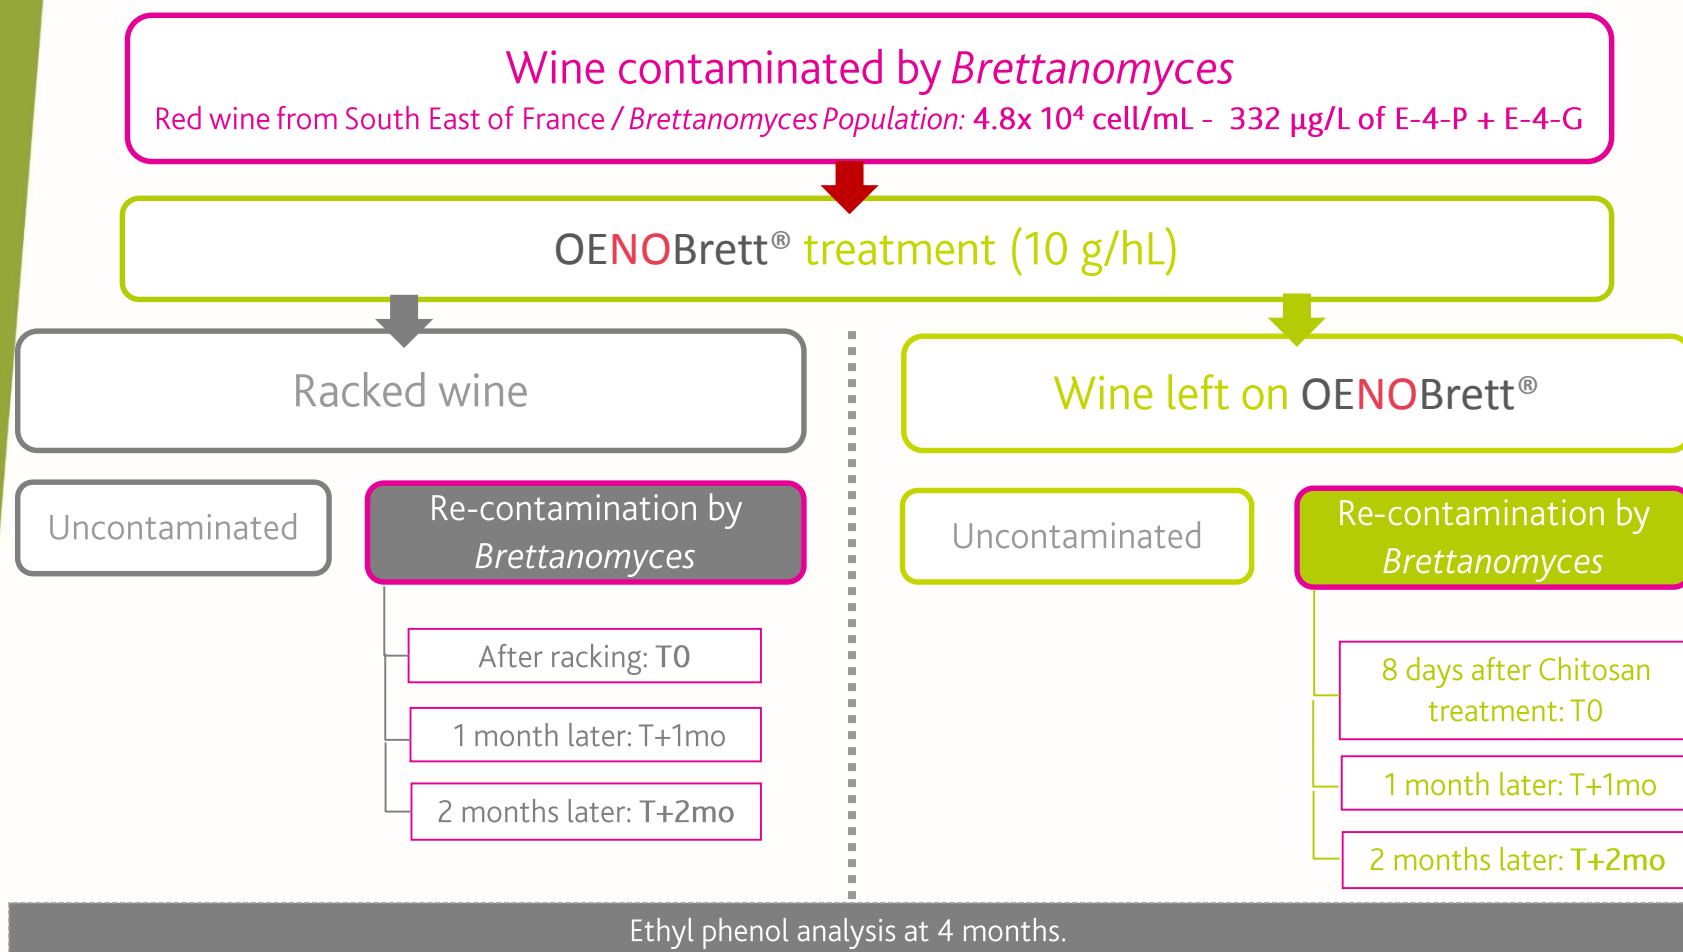 Wine contaminated by Brettanomyces
Red wine from South East of France / Brettanomyces Population: 4.8x 10⁴ cell/mL - 332 µg/L of E-4-P + E-4-G
OENOBrett® treatment (10 g/hL)
Racked wine
Uncontaminated
Re-contamination by
Brettanomyces
After racking: T0
1 month later: T+1mo
2 months later: T+2mo
Wine left on OENOBrett®
Uncontaminated
Re-contamination by
Brettanomyces
8 days after Chitosan
treatment: T0
1 month later: T+1mo
2 months later: T+2mo
Ethyl phenol analysis at 4 months.